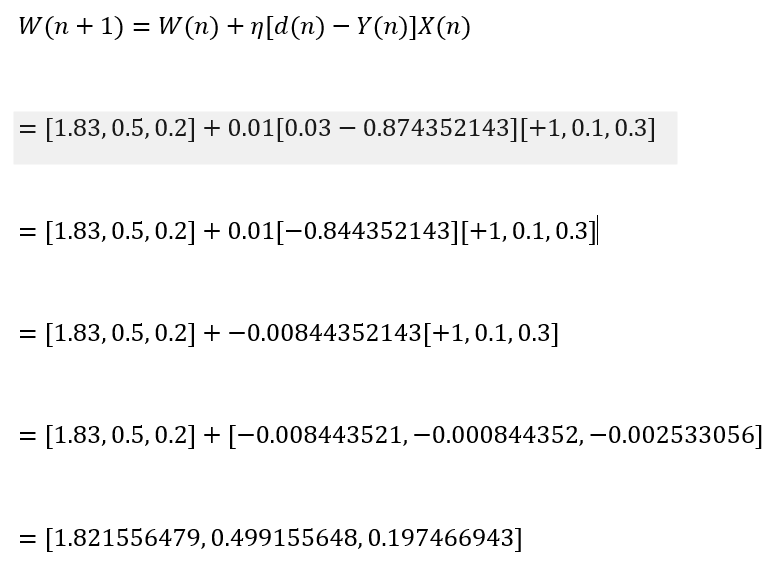 W(n + 1) = W(n) + η[d(n) − Y(n)]X(n)
= [1.83, 0.5, 0.2] + 0.01[0.03 − 0.874352143][+1, 0.1, 0.3]
= [1.83, 0.5, 0.2] + 0.01[−0.844352143][+1, 0.1, 0.3]
= [1.83, 0.5, 0.2] + −0.00844352143[+1, 0.1, 0.3]
= [1.83, 0.5, 0.2] + [−0.008443521, −0.000844352, −0.002533056]
= [1.821556479, 0.499155648, 0.197466943]